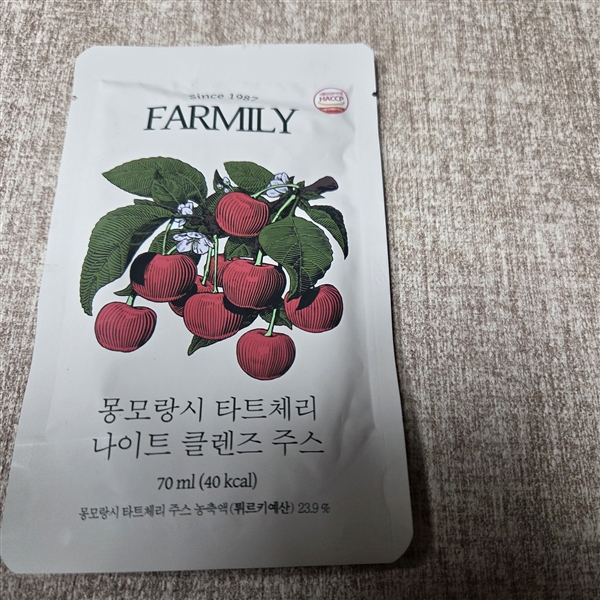 since 1987
FARMILY
HACCP
몽모랑시 타트체리
나이트 클렌즈 주스
70 ml (40 kcal)
몽모랑시 타트체리 주스 농축액(튀르키예산) 23.9 %